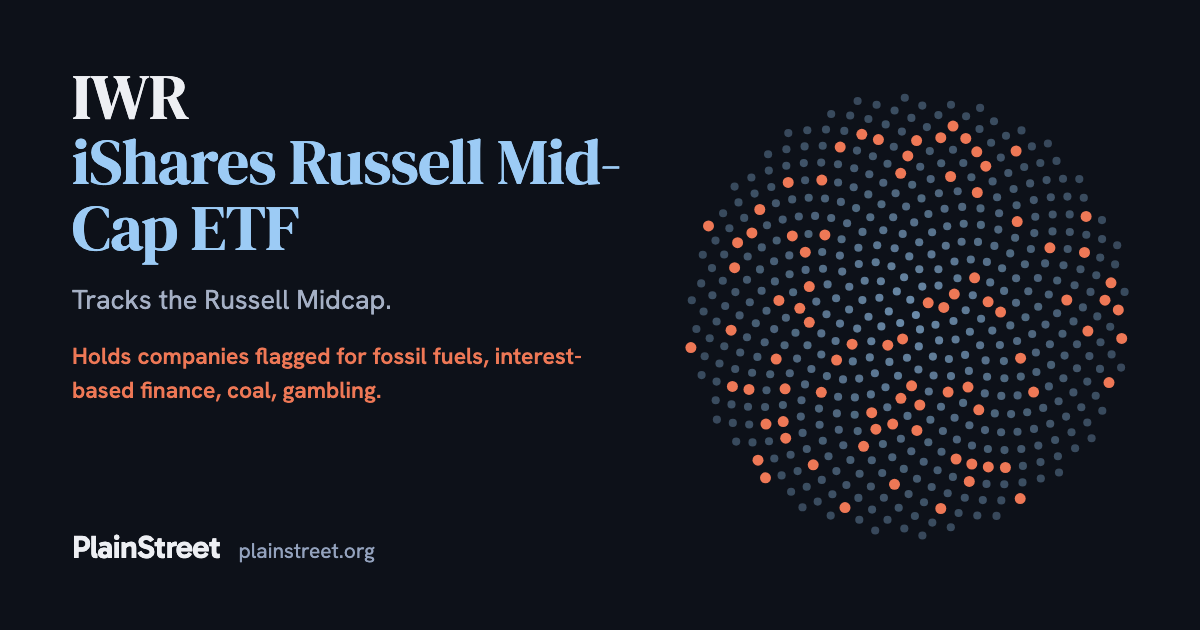 IWR
iShares Russell Mid-
Cap ETF
Tracks the Russell Midcap.
Holds companies flagged for fossil fuels, interest-
based finance, coal, gambling.
PlainStreet plainstreet.org